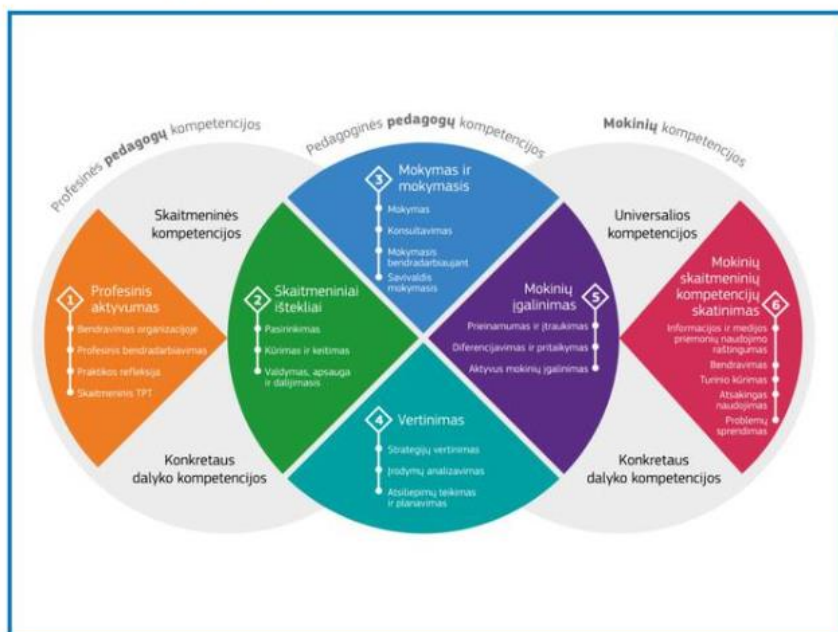 Profesinės pedagogų kompetencijos
Pedagoginės pedagogų kompetencijos
Mokinių kompetencijos
Skaitmeninės
kompetencijos
1
Profesinis
aktyvumas
Bendravimas organizacijoje
Profesinis bendradarbiavimas
Praktikos refleksija
Skaitmeninis TPT
Konkretaus
dalyko kompetencijos
2
Skaitmeniniai
ištekliai
Pasirinkimas
Kūrimas ir keitimas
Valdymas, apsauga
ir dalijimasis
3
Mokymas ir
mokymasis
Mokymas
Konsultavimas
Mokymasis
bendradarbiaujant
Savivaldis
mokymasis
4
Vertinimas
Strategijų vertinimas
Įrodymų analizavimas
Atsiliepimų teikimas
ir planavimas
Mokinių
įgalinimas
5
Prieinamumas ir įtraukimas
Diferencijavimas ir pritaikymas
Aktyvus mokinių įgalinimas
Universalios
kompetencijos
Mokinių
skaitmeninių
kompetencijų
skatinimas
6
Informacijos ir medijos
priemonių naudojimo
raštingumas
Bendravimas
Turinio kūrimas
Atsakingas
naudojimas
Problemų
sprendimas
Konkretaus
dalyko kompetencijos